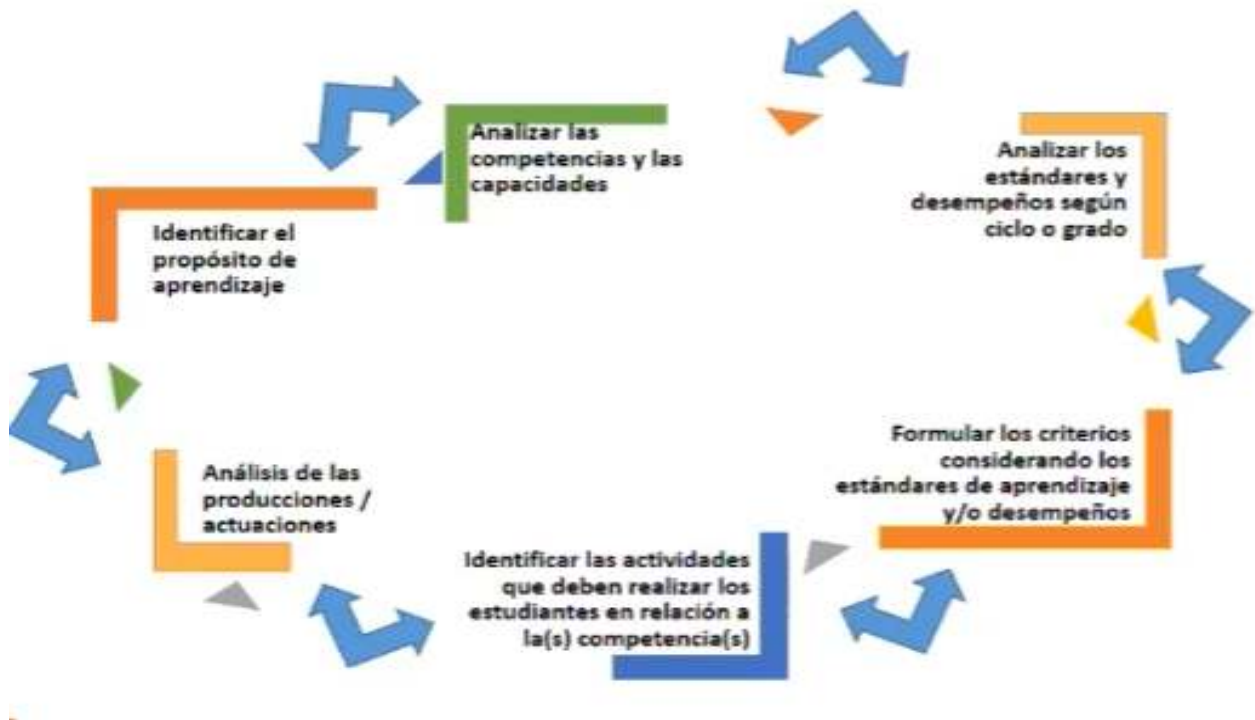 Analizar las
competencias y las
capacidades
Analizar los
estándares y
desempeños según
ciclo o grado
Identificar el
propósito de
aprendizaje
Formular los criterios
considerando los
estándares de aprendizaje
y/o desempeños
Análisis de las
producciones /
actuaciones
Identificar las actividades
que deben realizar los
estudiantes en relación a
la(s) competencia(s)